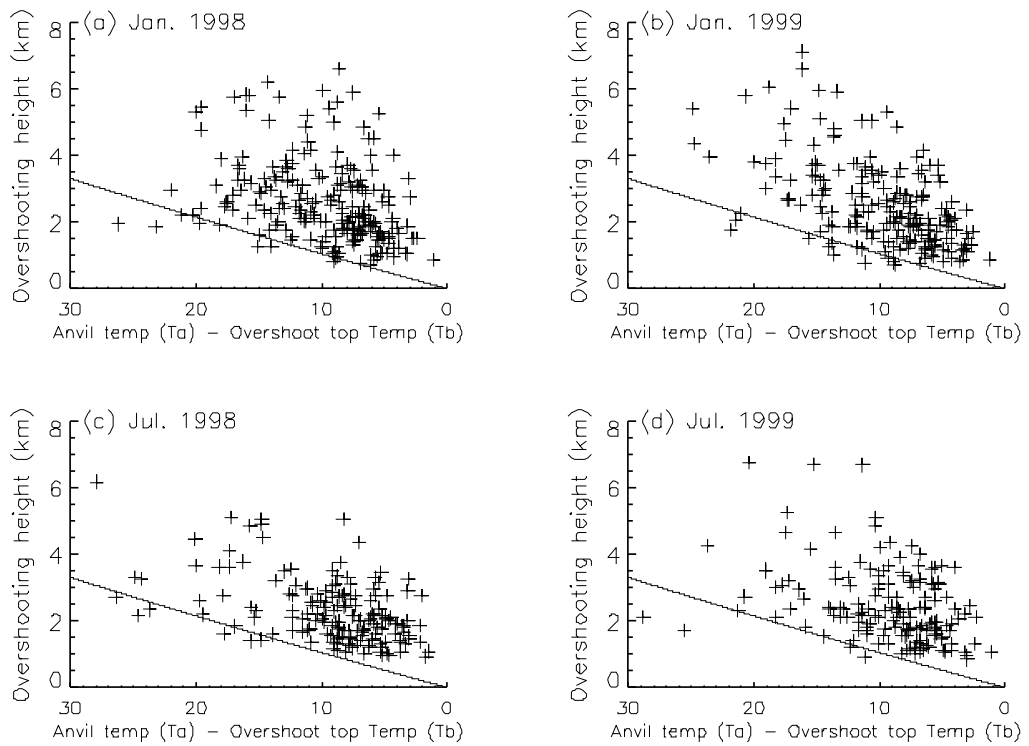 (a) Jan. 1998
Overshooting height (km)
8
6
4
2
0
30 20 10 0
Anvil temp (Ta) – Overshoot top Temp (Tb)
(b) Jan. 1999
Overshooting height (km)
8
6
4
2
0
30 20 10 0
Anvil temp (Ta) – Overshoot top Temp (Tb)
(c) Jul. 1998
Overshooting height (km)
8
6
4
2
0
30 20 10 0
Anvil temp (Ta) – Overshoot top Temp (Tb)
(d) Jul. 1999
Overshooting height (km)
8
6
4
2
0
30 20 10 0
Anvil temp (Ta) – Overshoot top Temp (Tb)